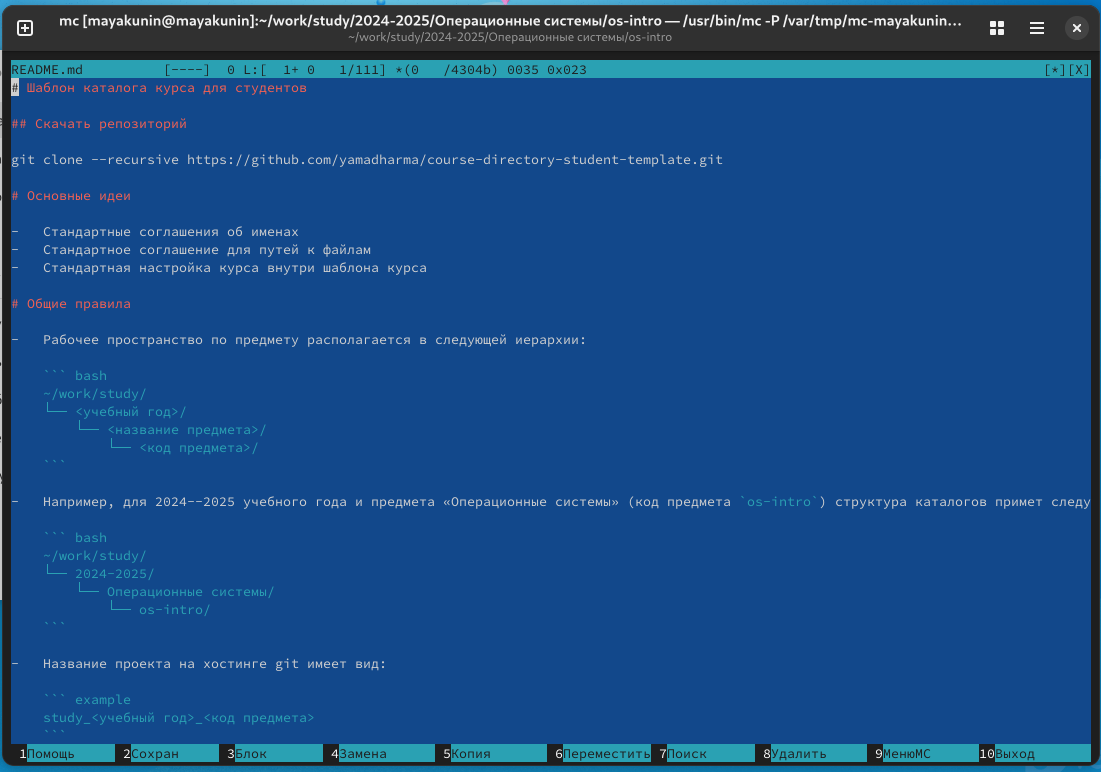 mc [mayakunin@mayakunin]:~/work/study/2024-2025/Операционные системы/os-intro — /usr/bin/mc -P /var/tmp/mc-mayakunin…
~/work/study/2024-2025/Операционные системы/os-intro
README.md [----] 0 L:[ 1+ 0 1/111] *(0 /4304b) 0035 0x023 [*][X]
# Шаблон каталога курса для студентов
## Скачать репозиторий
git clone --recursive https://github.com/yamadharma/course-directory-student-template.git
# Основные идеи
- Стандартные соглашения об именах
- Стандартное соглашение для путей к файлам
- Стандартная настройка курса внутри шаблона курса
# Общие правила
- Рабочее пространство по предмету располагается в следующей иерархии:
``` bash
~/work/study/
└── <учебный год>/
└── <название предмета>/
└── <код предмета>/
```
- Например, для 2024--2025 учебного года и предмета «Операционные системы» (код предмета `os-intro`) структура каталогов примет следу
``` bash
~/work/study/
└── 2024-2025/
└── Операционные системы/
└── os-intro/
```
- Название проекта на хостинге git имеет вид:
``` example
study_<учебный год>_<код предмета>
```
1Помощь 2Сохран 3Блок 4Замена 5Копия 6Переместить 7Поиск 8Удалить 9МенюMC 10Выход